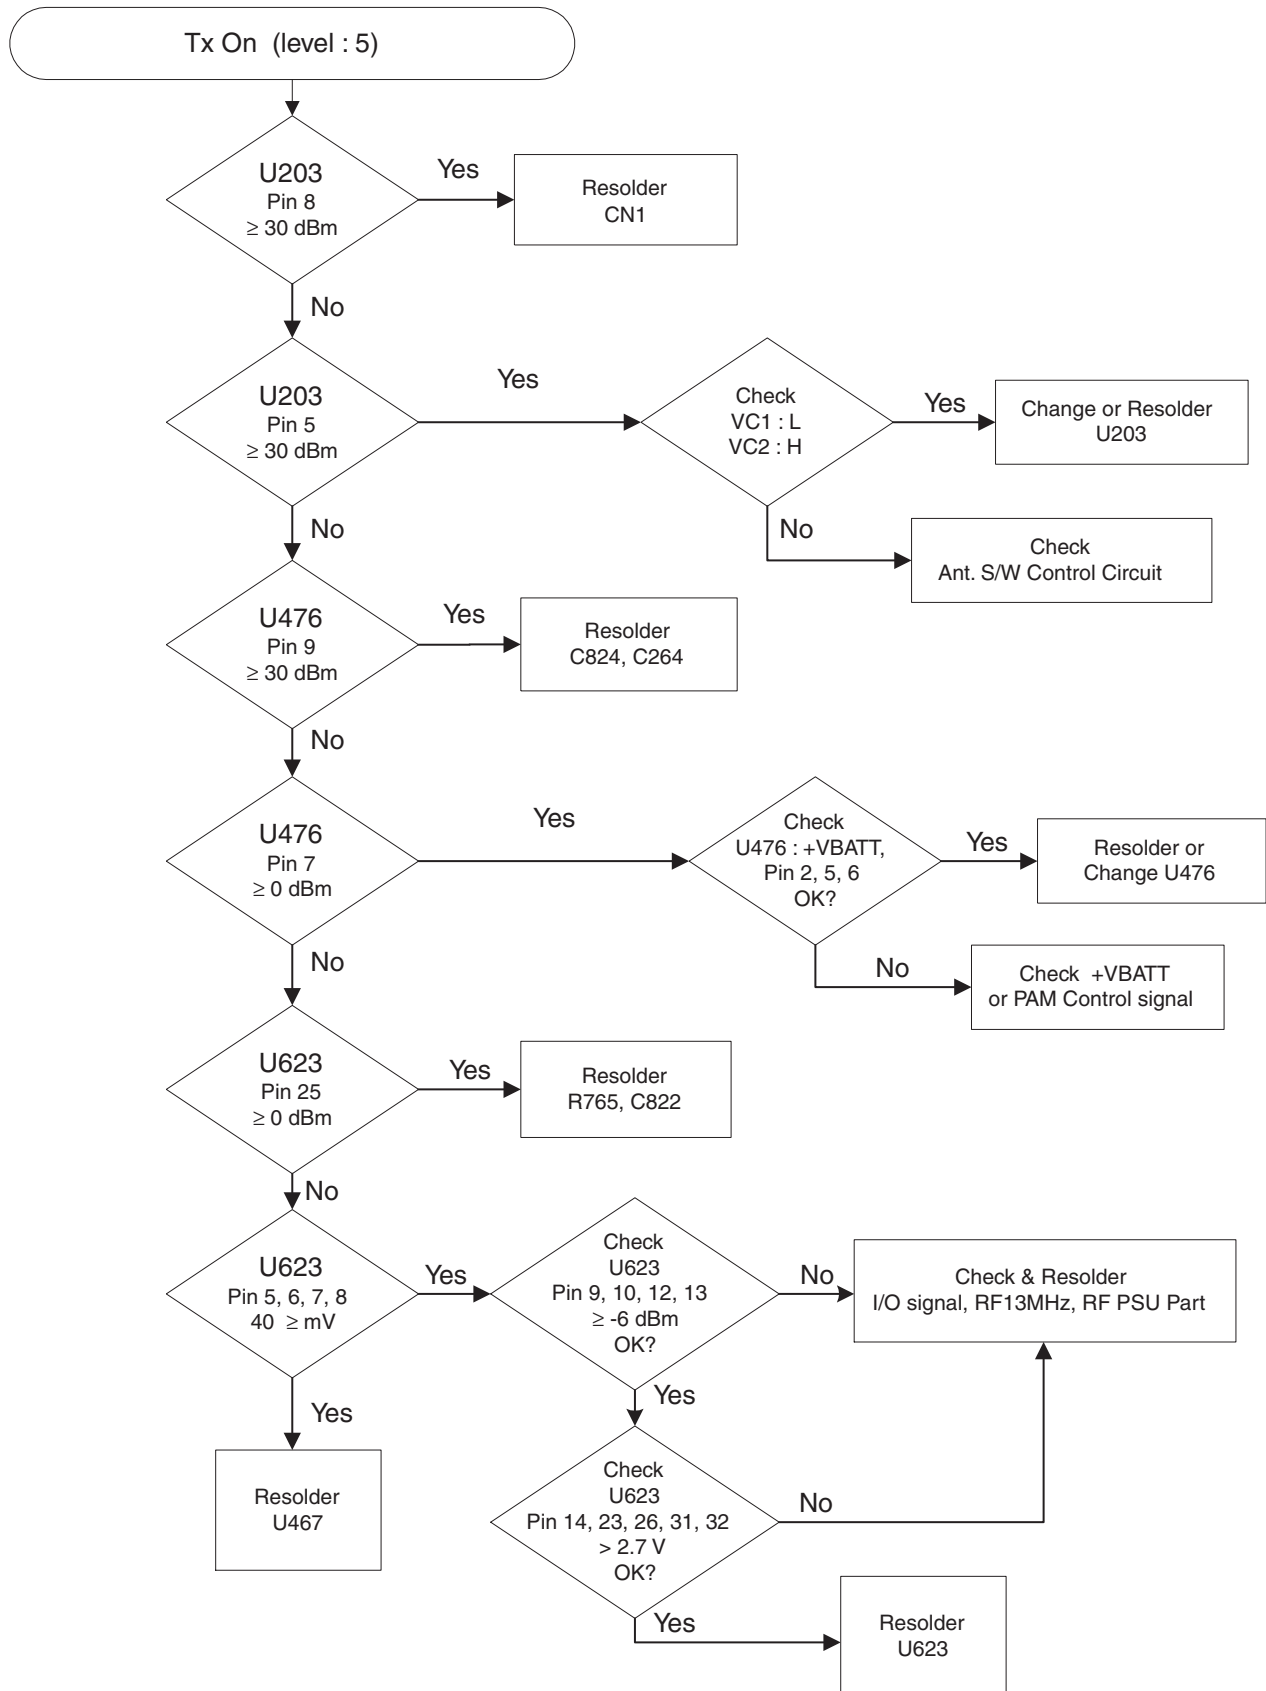 Tx On (level : 5)
U203
Pin 8
≥ 30 dBm
Yes
Resolder
CN1
No
U203
Pin 5
≥ 30 dBm
Yes
Check
VC1 : L
VC2 : H
Yes
Change or Resolder
U203
No
Check
Ant. S/W Control Circuit
No
U476
Pin 9
≥ 30 dBm
Yes
Resolder
C824, C264
No
U476
Pin 7
≥ 0 dBm
Yes
Check
U476 : +VBATT,
Pin 2, 5, 6
OK?
Yes
Resolder or
Change U476
No
Check +VBATT
or PAM Control signal
No
U623
Pin 25
≥ 0 dBm
Yes
Resolder
R765, C822
No
U623
Pin 5, 6, 7, 8
40 ≥ mV
Yes
Check
U623
Pin 9, 10, 12, 13
≥ -6 dBm
OK?
No
Check & Resolder
I/O signal, RF13MHz, RF PSU Part
Yes
Resolder
U467
Yes
Check
U623
Pin 14, 23, 26, 31, 32
> 2.7 V
OK?
No
Yes
Resolder
U623